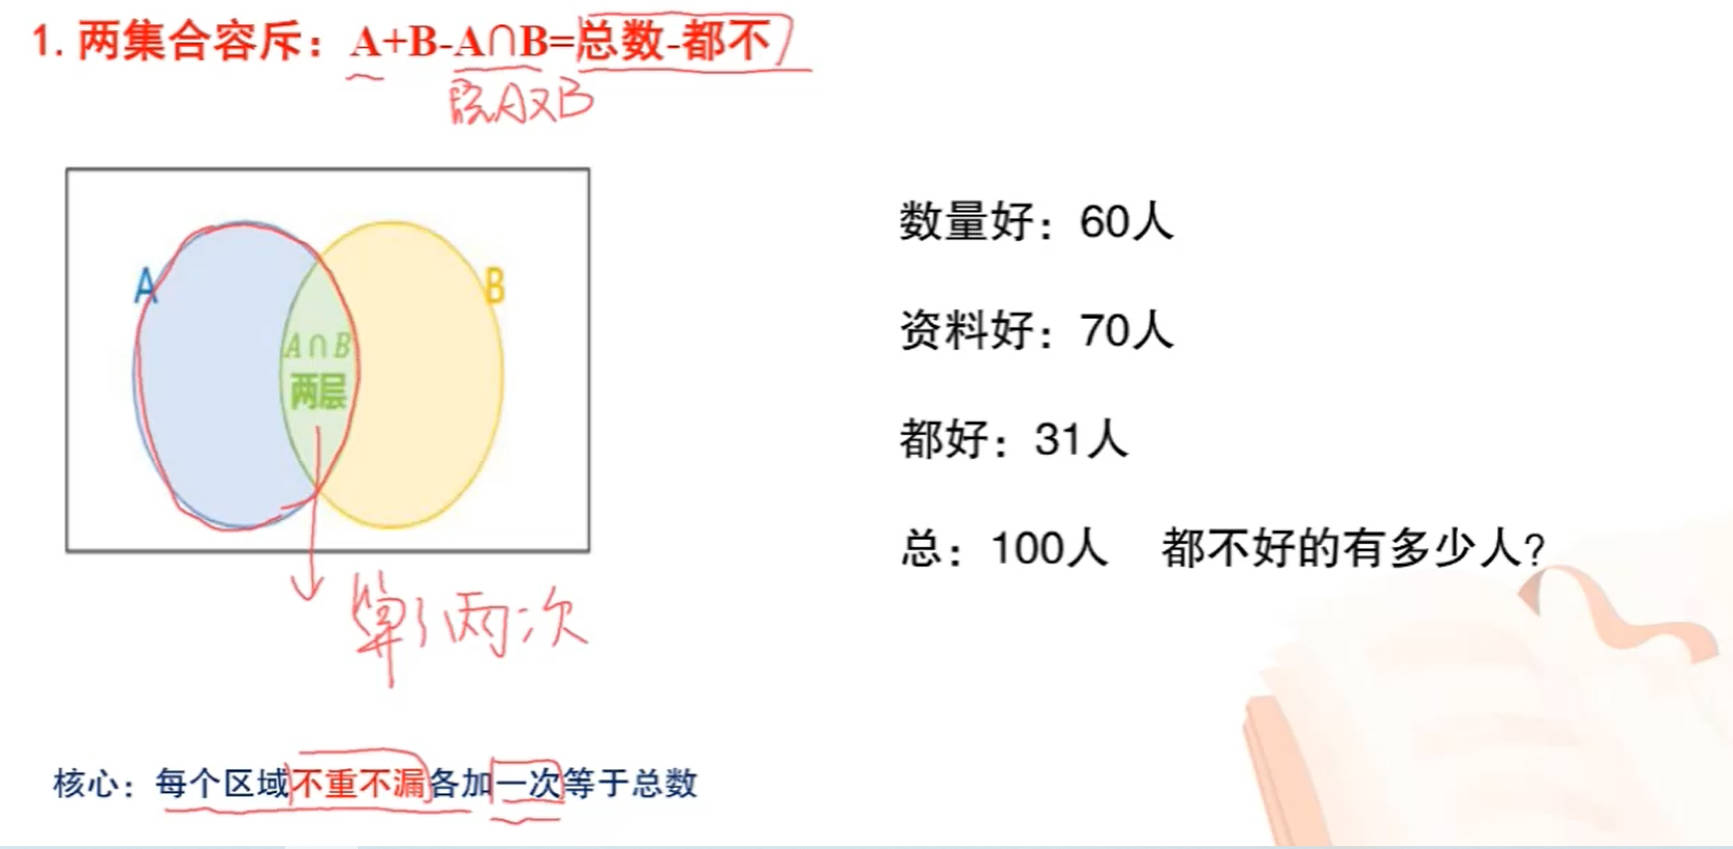 1. 两集合容斥：A+B-A∩B=总数-都不
既A又B
A
B
A∩B
两层
算了两次
数量好：60人
资料好：70人
都好：31人
总：100人 都不好的有多少人?
核心：每个区域不重不漏各加一次等于总数